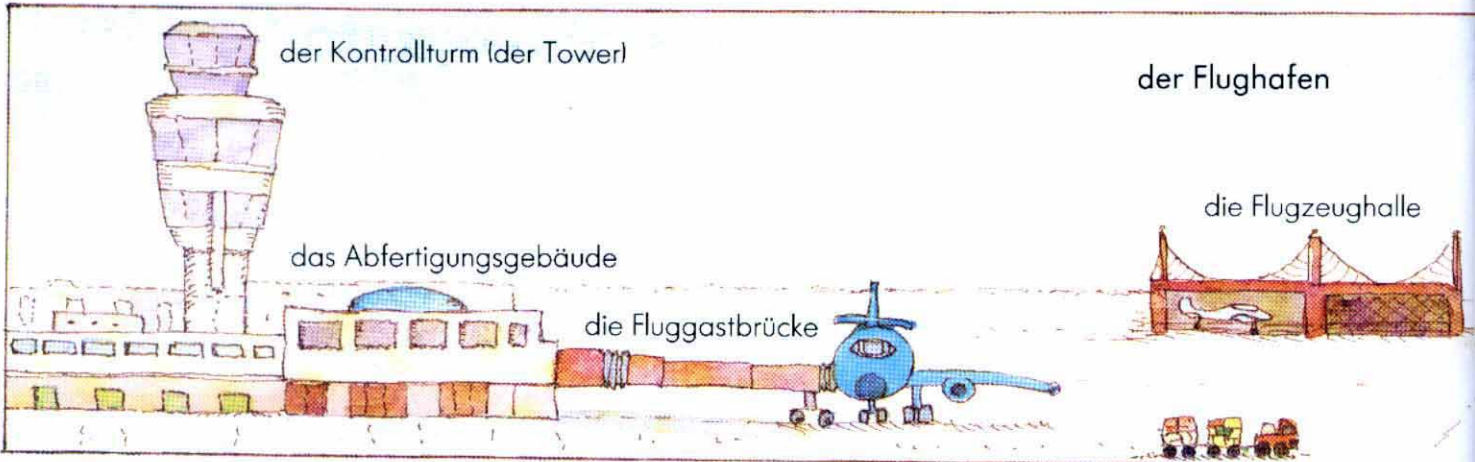 der Kontrollturm (der Tower)
der Flughafen
die Flugzeughalle
das Abfertigungsgebäude
die Fluggastbrücke